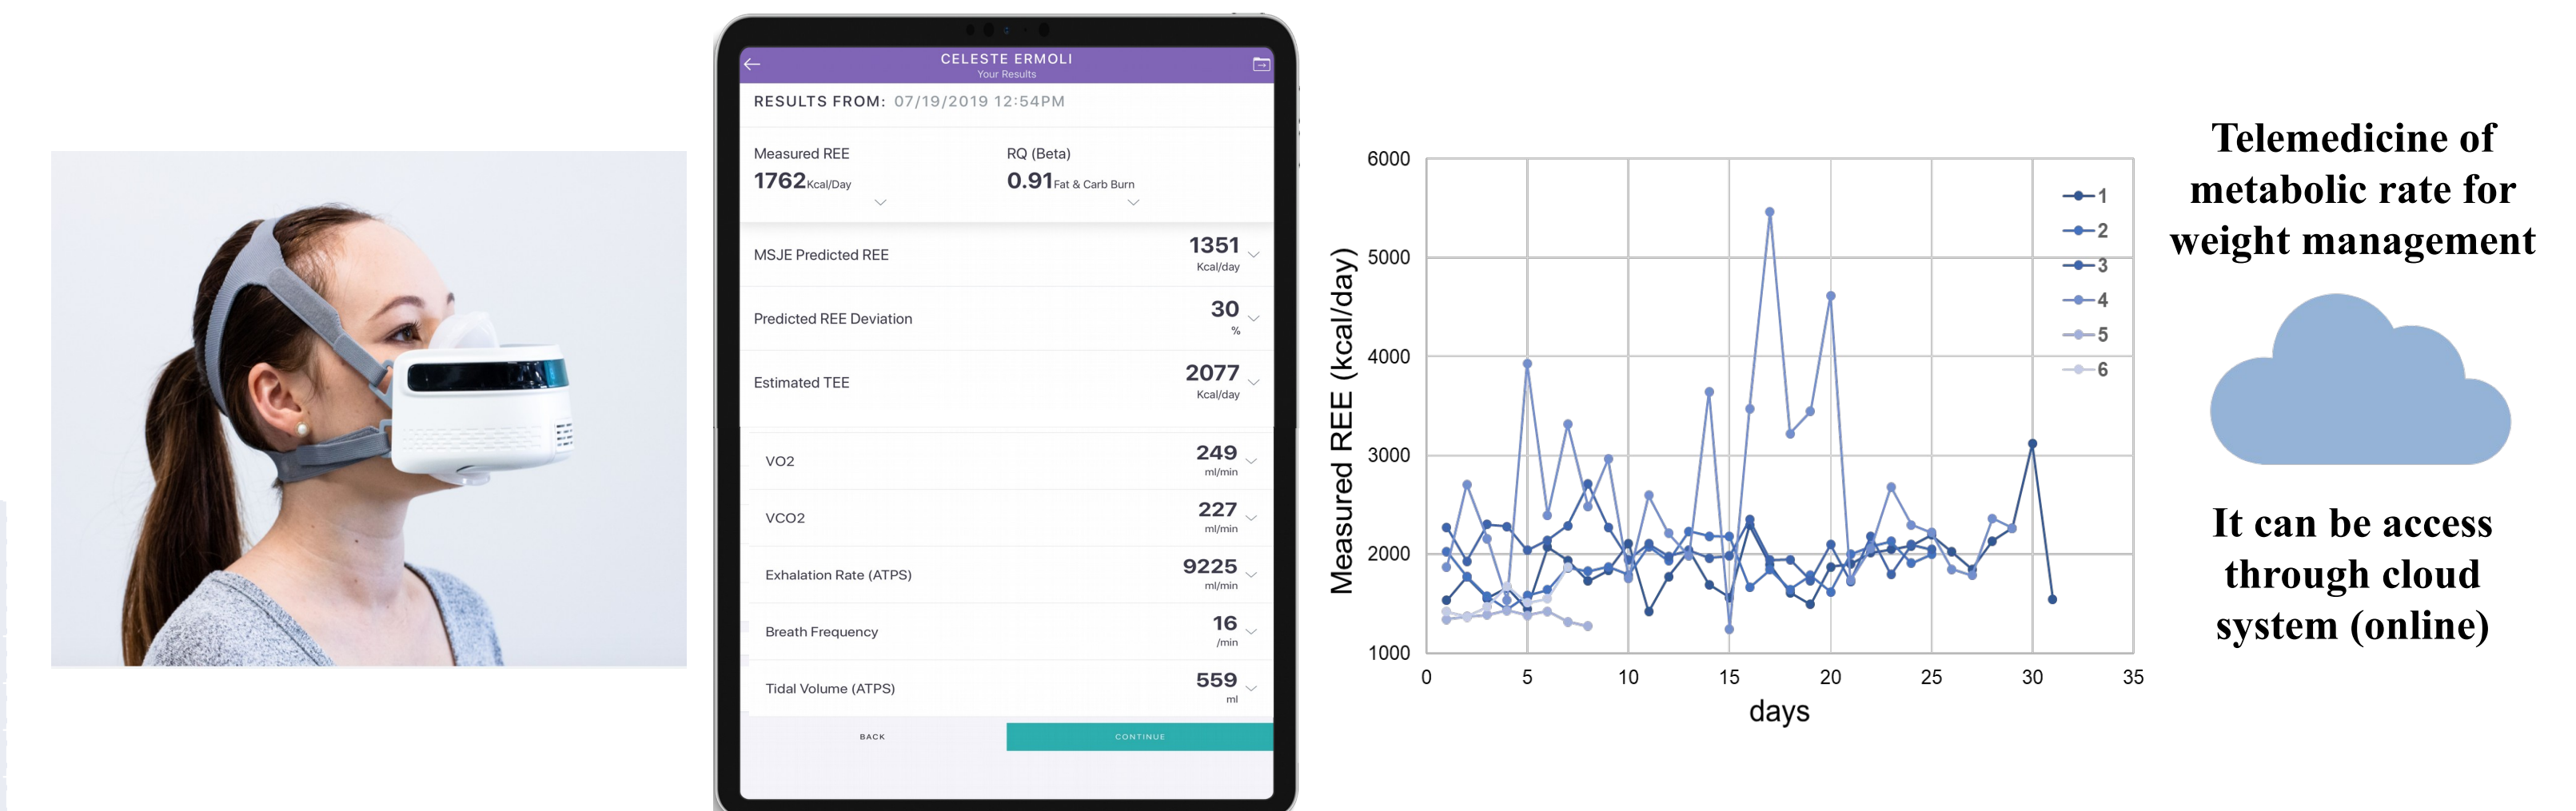 CELESTE ERMOLI
Your Results
RESULTS FROM: 07/19/2019 12:54PM
Measured REE
1762 Kcal/Day
RQ (Beta)
0.91 Fat & Carb Burn
MSJE Predicted REE
1351
Kcal/day
Predicted REE Deviation
30
%
Estimated TEE
2077
Kcal/day
VO2
249
ml/min
VCO2
227
ml/min
Exhalation Rate (ATPS)
9225
ml/min
Breath Frequency
16
/min
Tidal Volume (ATPS)
559
ml
BACK
CONTINUE
Measured REE (kcal/day)
6000
5000
4000
3000
2000
1000
0 5 10 15 20 25 30 35
days
1
2
3
4
5
6
Telemedicine of
metabolic rate for
weight management
It can be access
through cloud
system (online)